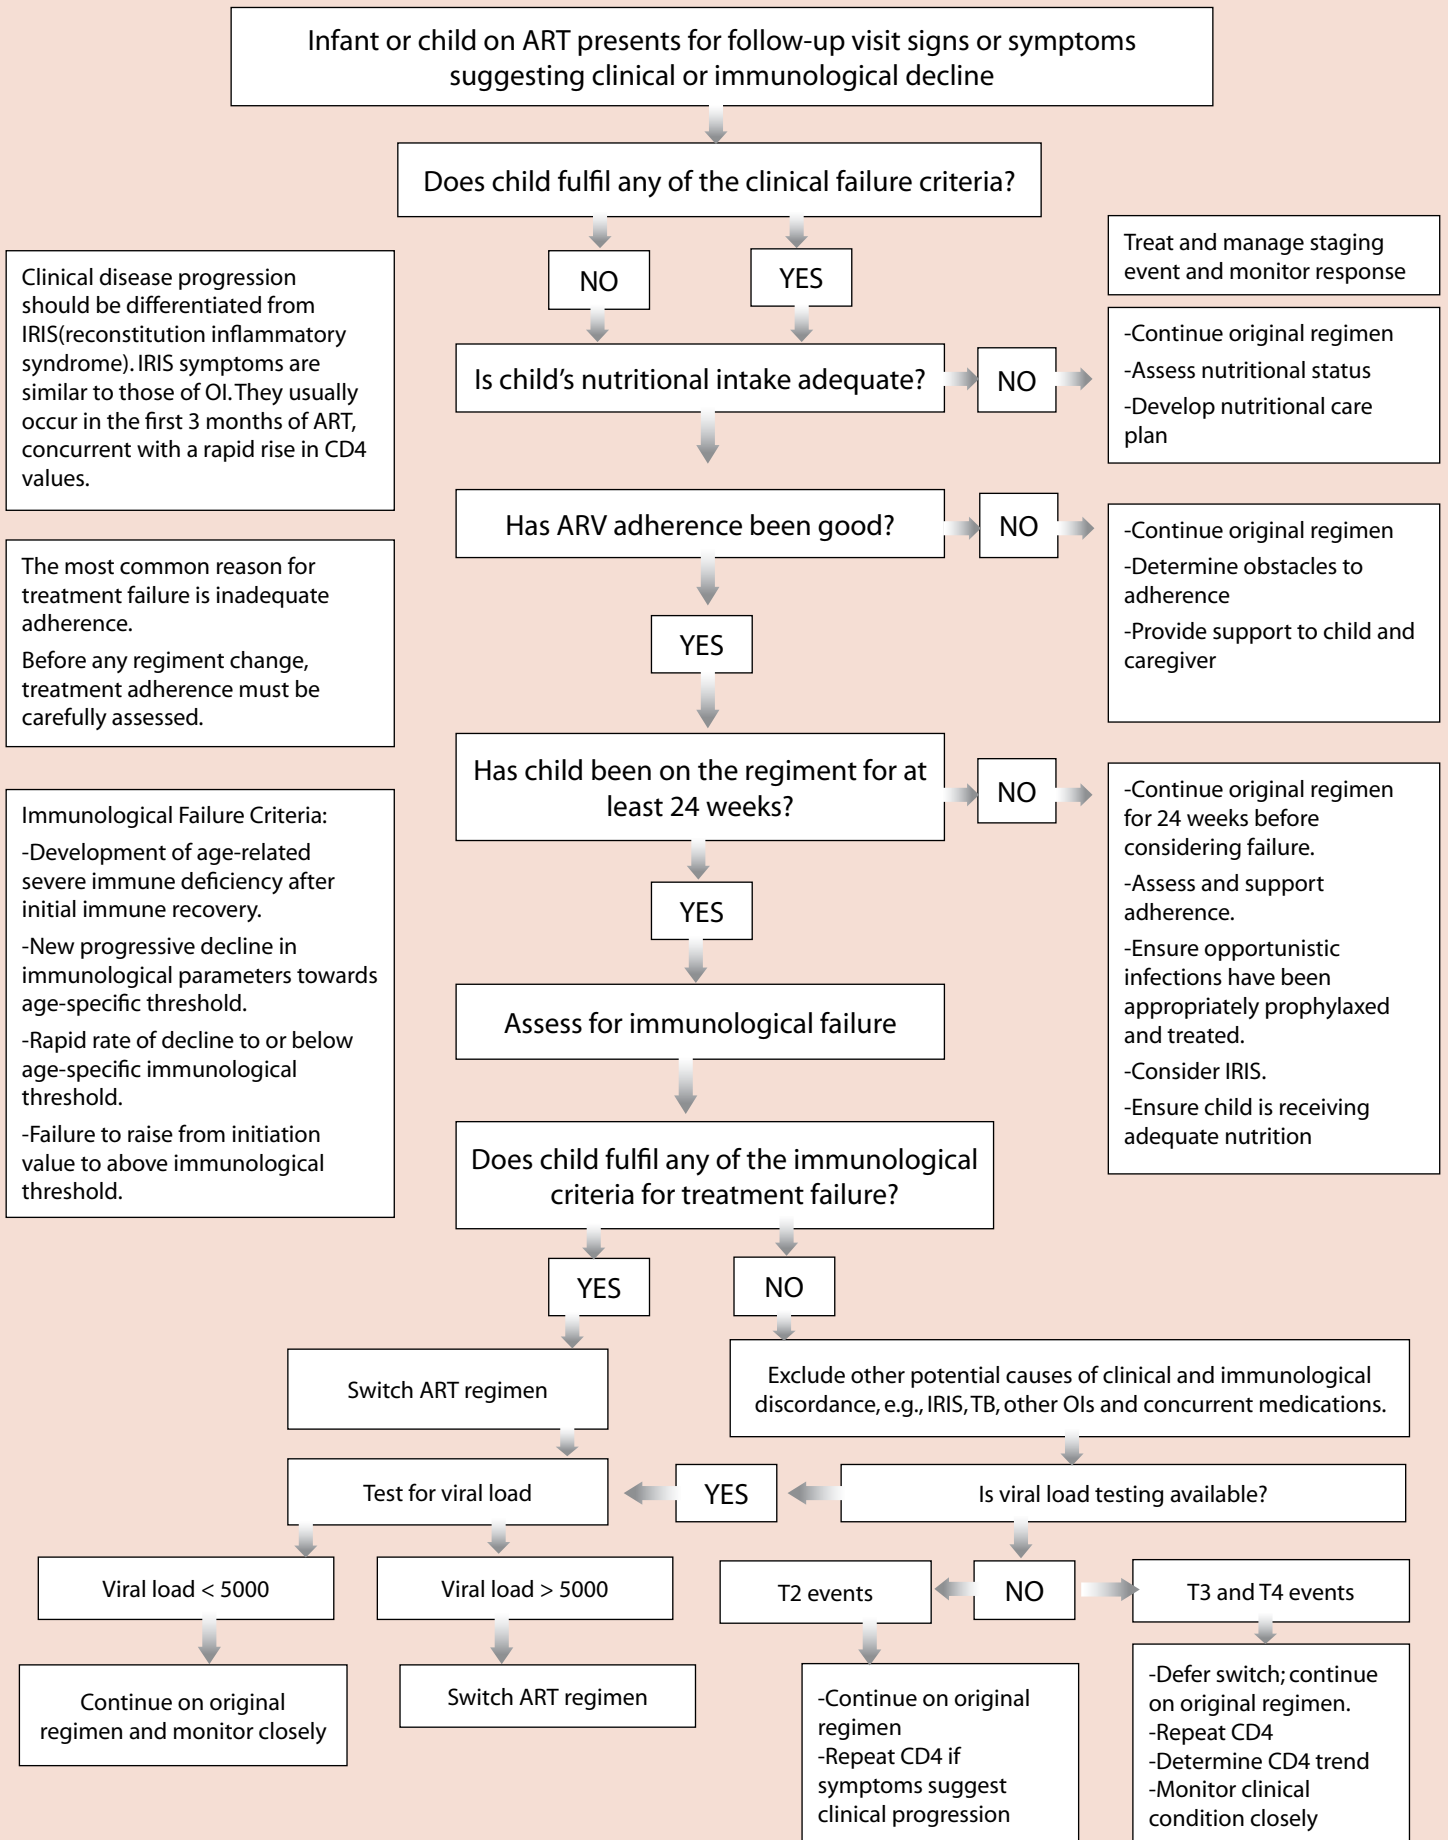 Infant or child on ART presents for follow-up visit signs or symptoms
suggesting clinical or immunological decline
Does child fulfil any of the clinical failure criteria?
NO
YES
Treat and manage staging
event and monitor response
Clinical disease progression
should be differentiated from
IRIS(reconstitution inflammatory
syndrome). IRIS symptoms are
similar to those of OI. They usually
occur in the first 3 months of ART,
concurrent with a rapid rise in CD4
values.
Is child's nutritional intake adequate?
NO
-Continue original regimen
-Assess nutritional status
-Develop nutritional care
plan
Has ARV adherence been good?
NO
-Continue original regimen
-Determine obstacles to
adherence
-Provide support to child and
caregiver
The most common reason for
treatment failure is inadequate
adherence.
Before any regiment change,
treatment adherence must be
carefully assessed.
YES
Has child been on the regiment for at
least 24 weeks?
NO
-Continue original regimen
for 24 weeks before
considering failure.
-Assess and support
adherence.
-Ensure opportunistic
infections have been
appropriately prophylaxed
and treated.
-Consider IRIS.
-Ensure child is receiving
adequate nutrition
Immunological Failure Criteria:
-Development of age-related
severe immune deficiency after
initial immune recovery.
-New progressive decline in
immunological parameters towards
age-specific threshold.
-Rapid rate of decline to or below
age-specific immunological
threshold.
-Failure to raise from initiation
value to above immunological
threshold.
YES
Assess for immunological failure
Does child fulfil any of the immunological
criteria for treatment failure?
YES
NO
Switch ART regimen
Exclude other potential causes of clinical and immunological
discordance, e.g., IRIS, TB, other OIs and concurrent medications.
Test for viral load
YES
Is viral load testing available?
Viral load < 5000
Viral load > 5000
T2 events
NO
T3 and T4 events
Continue on original
regimen and monitor closely
Switch ART regimen
-Continue on original
regimen
-Repeat CD4 if
symptoms suggest
clinical progression
-Defer switch; continue
on original regimen.
-Repeat CD4
-Determine CD4 trend
-Monitor clinical
condition closely